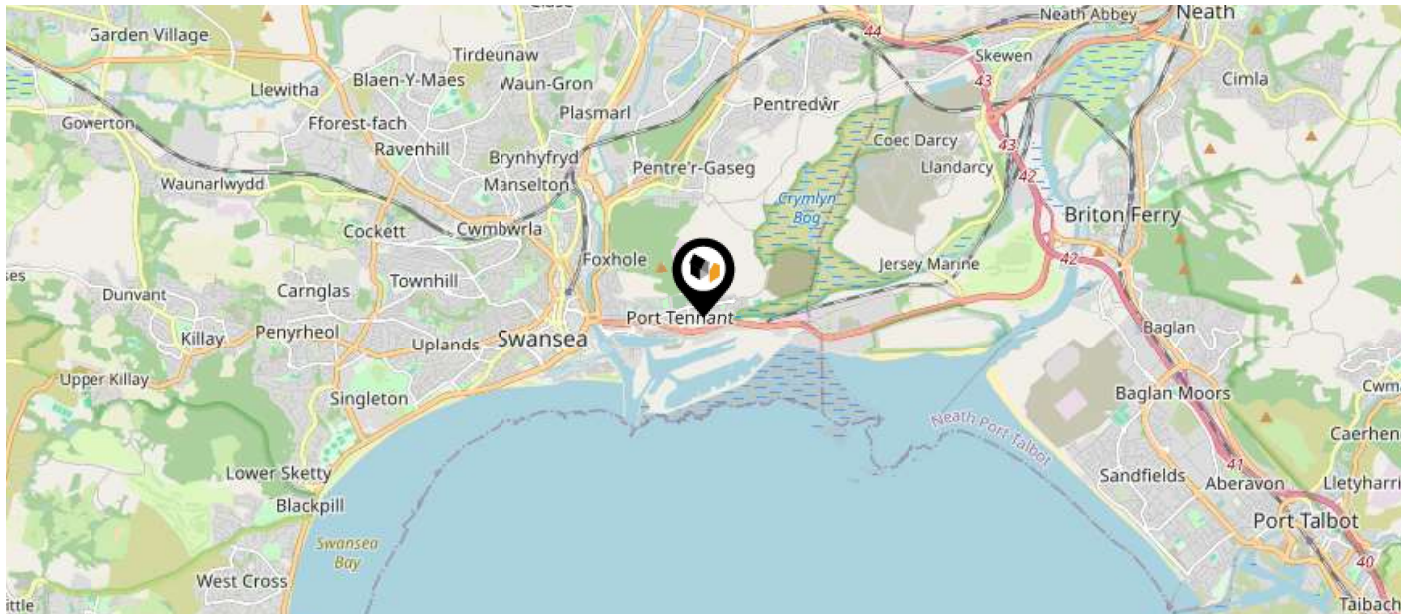 Clase
Neath Abbey
Neath
Garden Village
44
Tirdeunaw
Skewen
Blaen-Y-Maes
Waun-Gron
43
Cimla
Llewitha
Plasmarl
Pentredŵr
Gowerton
Fforest-fach
Coed Darcy
43
Ravenhill
Brynhyfryd
Pentre'r-Gaseg
Llandarcy
42
Waunarlwydd
Manselton
Crymlyn
Bog
Briton Ferry
Cockett
Cwmbwrla
Foxhole
42
Jersey Marine
Townhill
Dunvant
Carnglas
Port Tennant
Baglan
Killay
Penyrheol
Uplands
Swansea
Upper Killay
Singleton
Baglan Moors
Neath Port Talbot
Lower Sketty
41
Sandfields
Aberavon
Blackpill
Port Talbot
Swansea
Bay
40
West Cross
Taibach